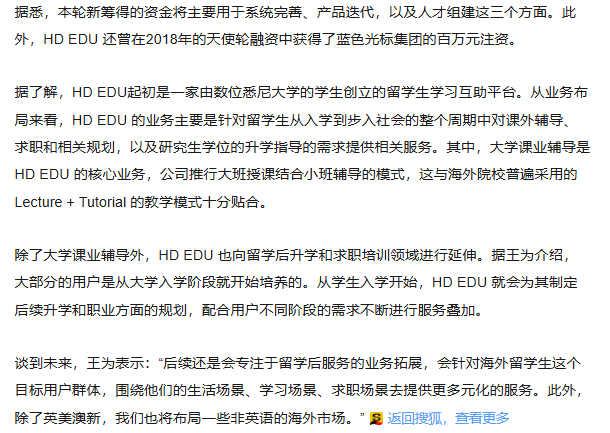 据悉，本轮新筹得的资金将主要用于系统完善、产品迭代，以及人才组建这三个方面。此
外，HD EDU 还曾在2018年的天使轮融资中获得了蓝色光标集团的百万元注资。
据了解，HD EDU起初是一家由数位悉尼大学的学生创立的留学生学习互助平台。从业务布
局来看，HD EDU 的业务主要是针对留学生从入学到步入社会的整个周期中对课外辅导、
求职和相关规划，以及研究生学位的升学指导的需求提供相关服务。其中，大学课业辅导是
HD EDU 的核心业务，公司推行大班授课结合小班辅导的模式，这与海外院校普遍采用的
Lecture + Tutorial 的教学模式十分贴合。
除了大学课业辅导外，HD EDU 也向留学后升学和求职培训领域进行延伸。据王为介绍，
大部分的用户是从大学入学阶段就开始培养的。从学生入学开始，HD EDU 就会为其制定
后续升学和职业方面的规划，配合用户不同阶段的需求不断进行服务叠加。
谈到未来，王为表示：“后续还是会专注于留学后服务的业务拓展，会针对海外留学生这个
目标用户群体，围绕他们的生活场景、学习场景、求职场景去提供更多元化的服务。此外，
除了英美澳新，我们也将布局一些非英语的海外市场。” 返回搜狐，查看更多